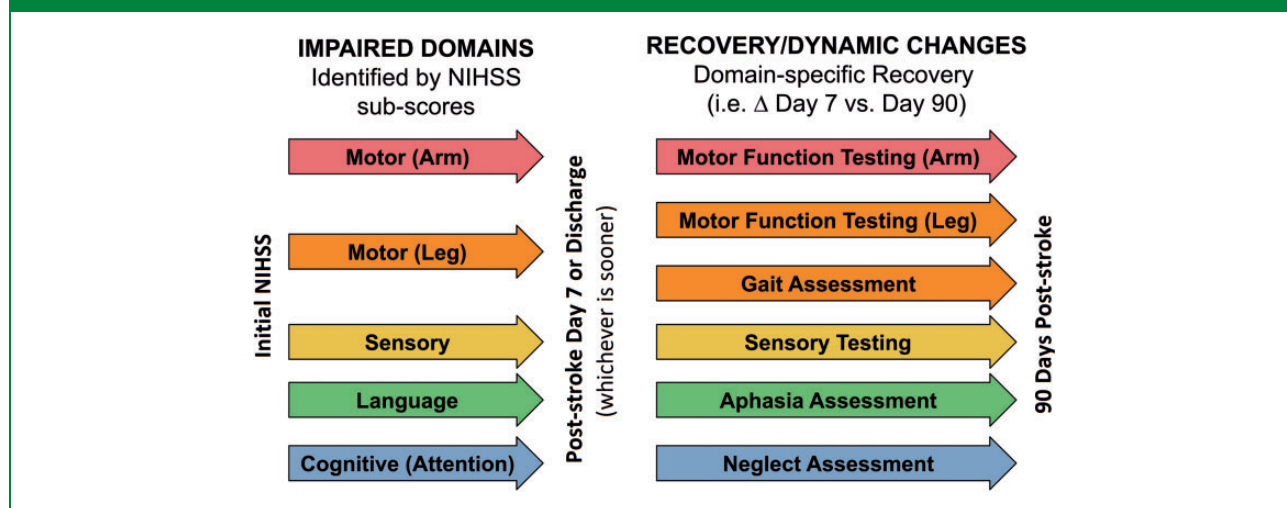 IMPAIRED DOMAINS
Identified by NIHSS
sub-scores
RECOVERY/DYNAMIC CHANGES
Domain-specific Recovery
(i.e. Δ Day 7 vs. Day 90)
Initial NIHSS
Motor (Arm)
Motor (Leg)
Sensory
Language
Cognitive (Attention)
Post-stroke Day 7 or Discharge
(whichever is sooner)
Motor Function Testing (Arm)
Motor Function Testing (Leg)
Gait Assessment
Sensory Testing
Aphasia Assessment
Neglect Assessment
90 Days Post-stroke